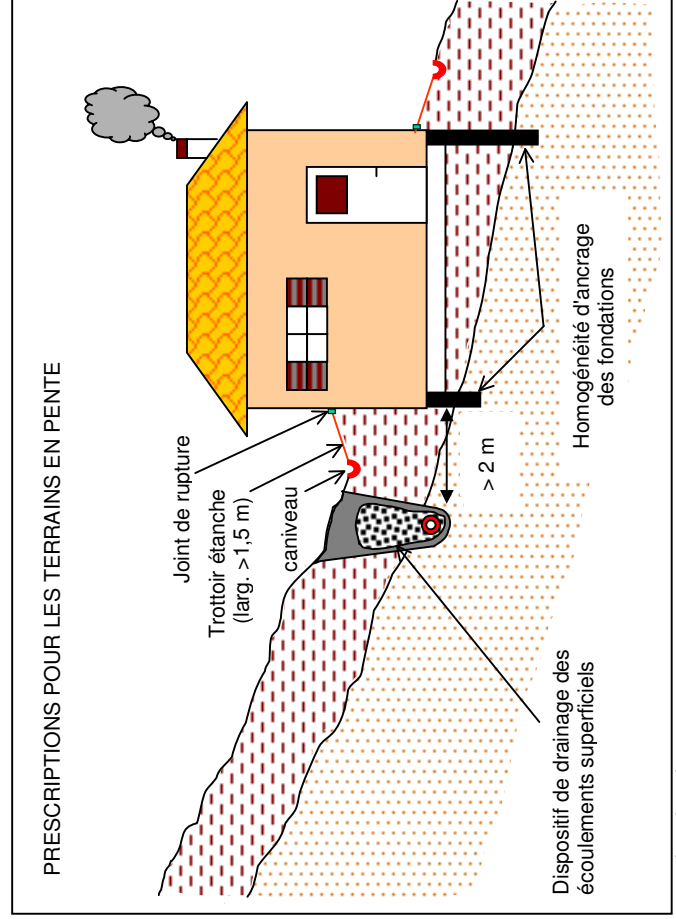 PRESCRIPTIONS POUR LES TERRAINS EN PENTE
Joint de rupture
Trottoir étanche
(larg. >1,5 m)
caniveau
> 2 m
Homogénéité d'ancrage
des fondations
Dispositif de drainage des
écoulements superficiels